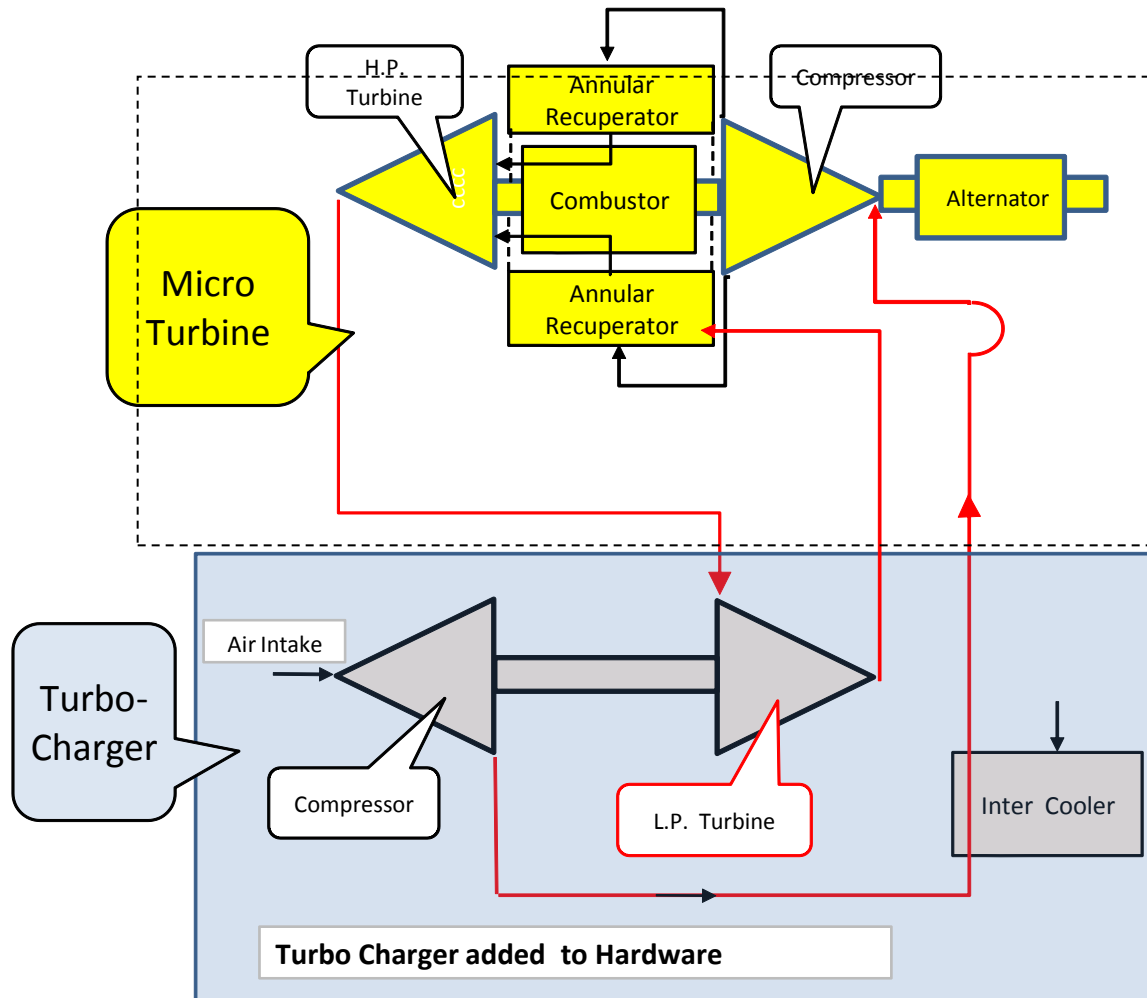 H.P.
Turbine
Annular
Recuperator
Compressor
cccc
Combustor
Alternator
Micro
Turbine
Annular
Recuperator
Air Intake
Turbo-
Charger
Compressor
L.P. Turbine
Inter Cooler
Turbo Charger added to Hardware